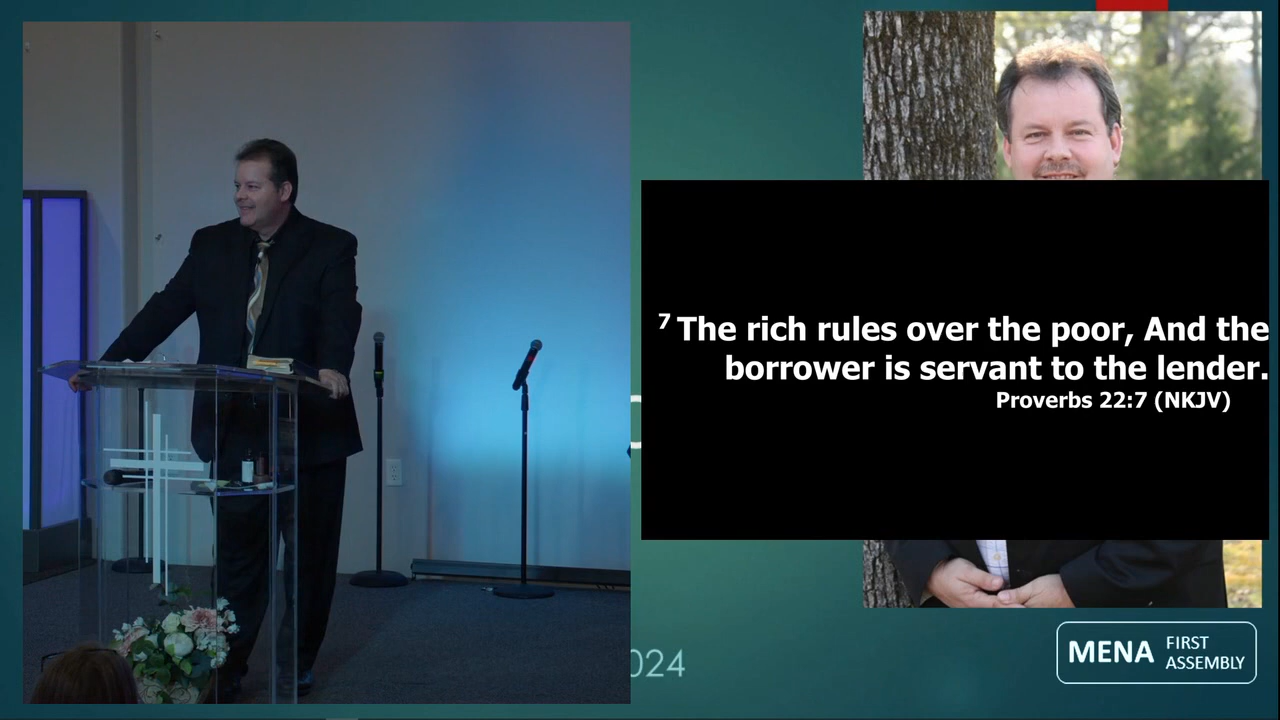 ⁷ The rich rules over the poor, And the
borrower is servant to the lender.
Proverbs 22:7 (NKJV)
024
MENA FIRST
ASSEMBLY